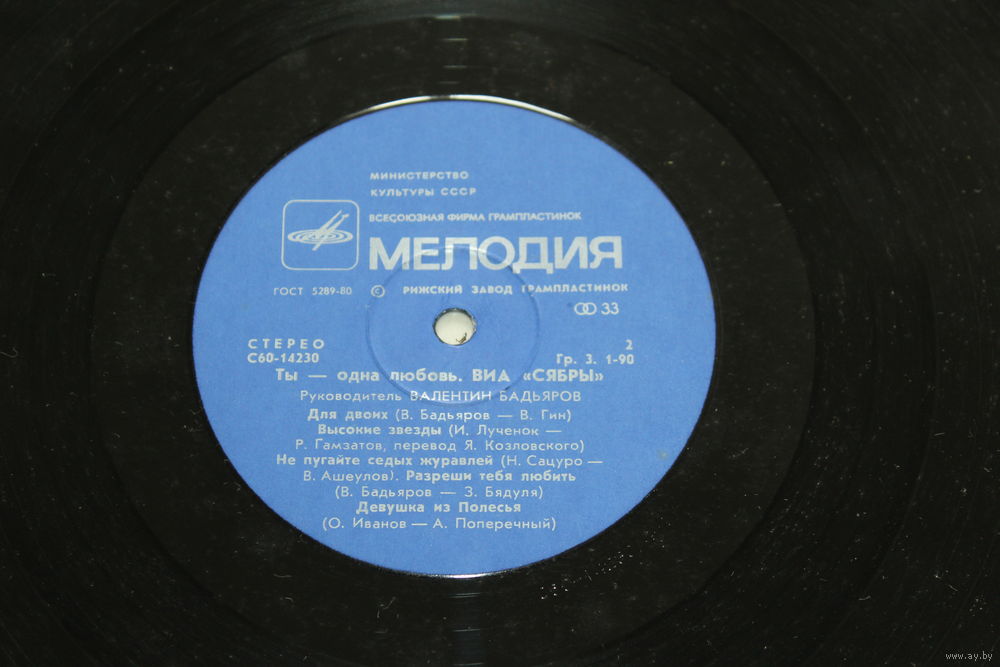 МИНИСТЕРСТВО
КУЛЬТУРЫ СССР
ВСЕСОЮЗНАЯ ФИРМА ГРАМПЛАСТИНОК
МЕЛОДИЯ
ГОСТ 5289-80 © РИЖСКИЙ ЗАВОД ГРАМПЛАСТИНОК
33
СТЕРЕО 2
С60-14230 Гр. 3. 1-90
Ты — одна любовь. ВИА «СЯБРЫ»
Руководитель ВАЛЕНТИН БАДЬЯРОВ
Для двоих (В. Бадьяров — В. Гин)
Высокие звезды (И. Лученок —
Р. Гамзатов, перевод Я. Козловского)
Не пугайте седых журавлей (Н. Сацуро —
В. Ашеулов). Разреши тебя любить
(В. Бадьяров — З. Бядуля)
Девушка из Полесья
(О. Иванов — А. Поперечный)
www.ay.by